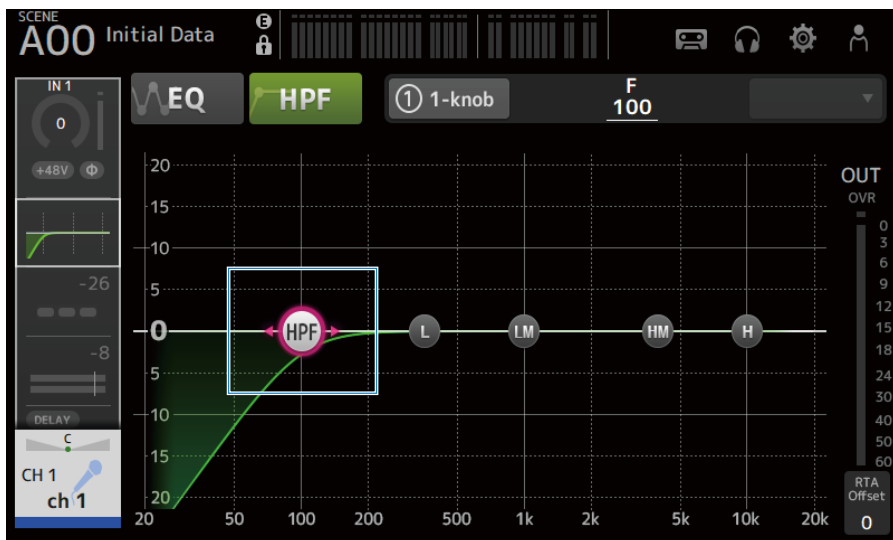 SCENE
A00 Initial Data
E
IN 1
0
+48V Φ
-26
-8
DELAY
C
CH 1
ch 1
EQ
HPF
1 1-knob
F
100
20
15
10
5
0
5
10
15
20
HPF
L
LM
HM
H
20 50 100 200 500 1k 2k 5k 10k 20k
OUT
OVR
0
3
6
9
12
15
18
24
30
40
50
60
RTA
Offset
0